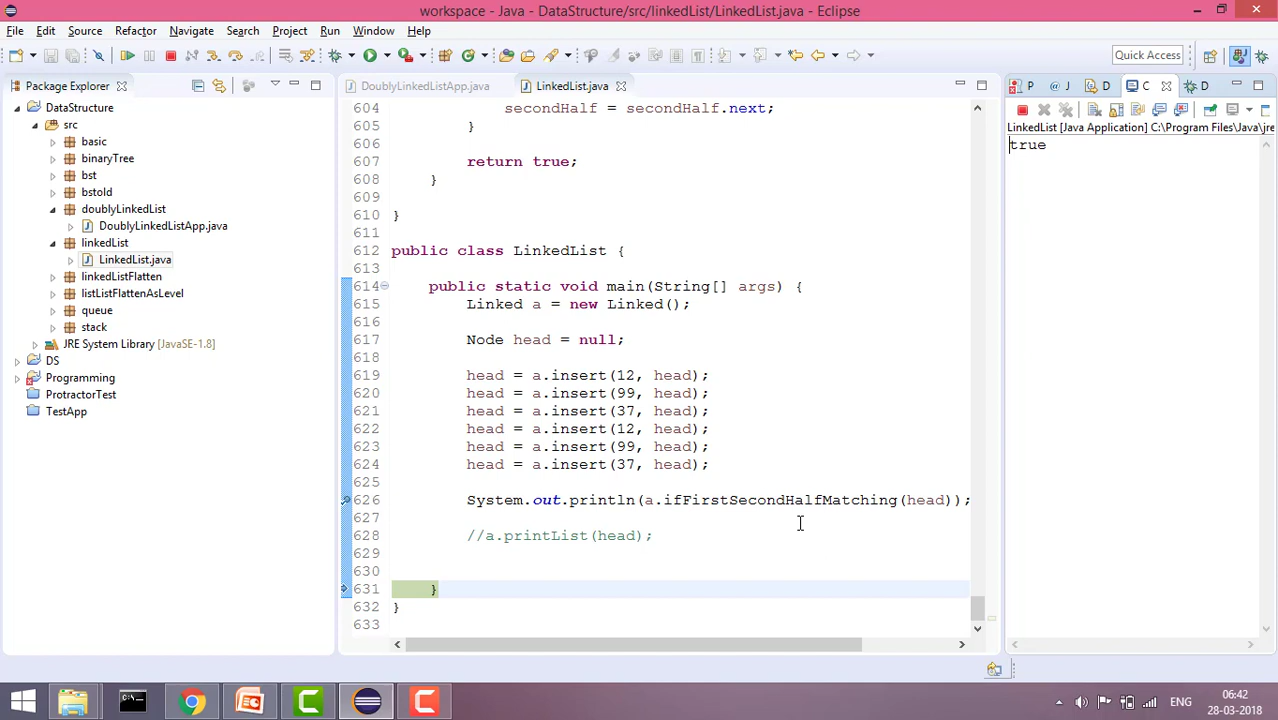 workspace - Java - DataStructure/src/linkedList/LinkedList.java - Eclipse
File Edit Source Refactor Navigate Search Project Run Window Help
Quick Access
Package Explorer
DataStructure
src
basic
binaryTree
bst
bstold
doublyLinkedList
DoublyLinkedListApp.java
linkedList
LinkedList.java
linkedListFlatten
listListFlattenAsLevel
queue
stack
JRE System Library [JavaSE-1.8]
DS
Programming
ProtractorTest
TestApp
DoublyLinkedListApp.java LinkedList.java
604 secondHalf = secondHalf.next;
605 }
606
607 return true;
608 }
609
610 }
611
612 public class LinkedList {
613
614 public static void main(String[] args) {
615 Linked a = new Linked();
616
617 Node head = null;
618
619 head = a.insert(12, head);
620 head = a.insert(99, head);
621 head = a.insert(37, head);
622 head = a.insert(12, head);
623 head = a.insert(99, head);
624 head = a.insert(37, head);
625
626 System.out.println(a.ifFirstSecondHalfMatching(head));
627
628 //a.printList(head);
629
630
631 }
632 }
633
P @ J D C D
LinkedList [Java Application] C:\Program Files\Java\jre
true
ENG
06:42
28-03-2018